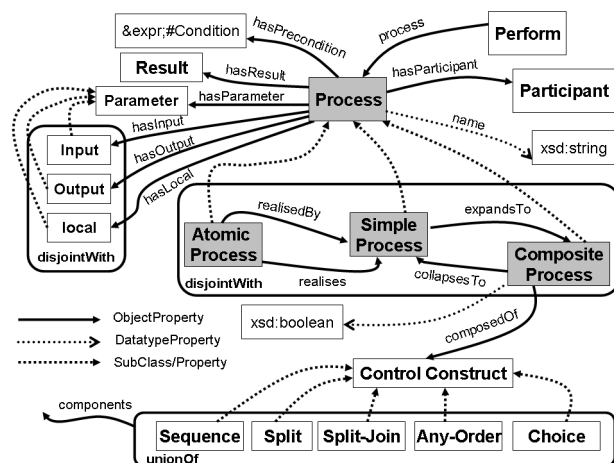 &expr;#Condition
hasPrecondition
process
Perform
Result
hasResult
hasParticipant
Parameter
hasParameter
Process
Participant
hasInput
name
Input
hasOutput
xsd:string
Output
hasLocal
local
disjointWith
realisedBy
expandsTo
Atomic
Process
Simple
Process
Composite
Process
disjointWith
realises
collapsesTo
ObjectProperty
xsd:boolean
composedOf
DatatypeProperty
SubClass/Property
Control Construct
components
Sequence
Split
Split-Join
Any-Order
Choice
unionOf